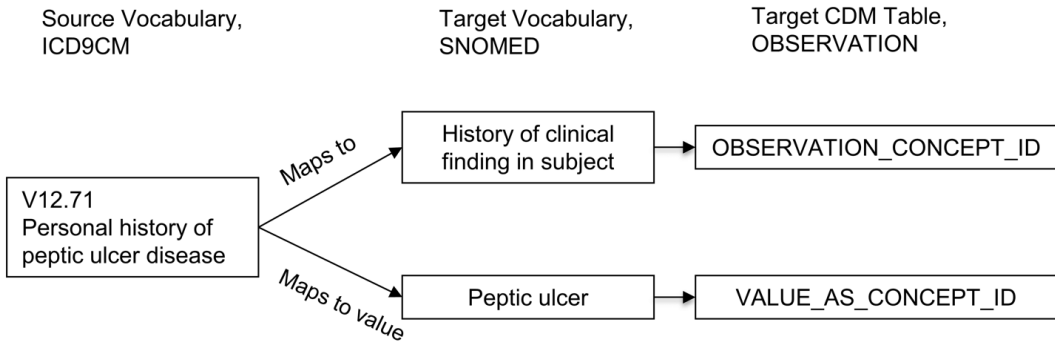 Source Vocabulary,
ICD9CM
Target Vocabulary,
SNOMED
Target CDM Table,
OBSERVATION
V12.71
Personal history of
peptic ulcer disease
Maps to
Maps to value
History of clinical
finding in subject
OBSERVATION_CONCEPT_ID
Peptic ulcer
VALUE_AS_CONCEPT_ID